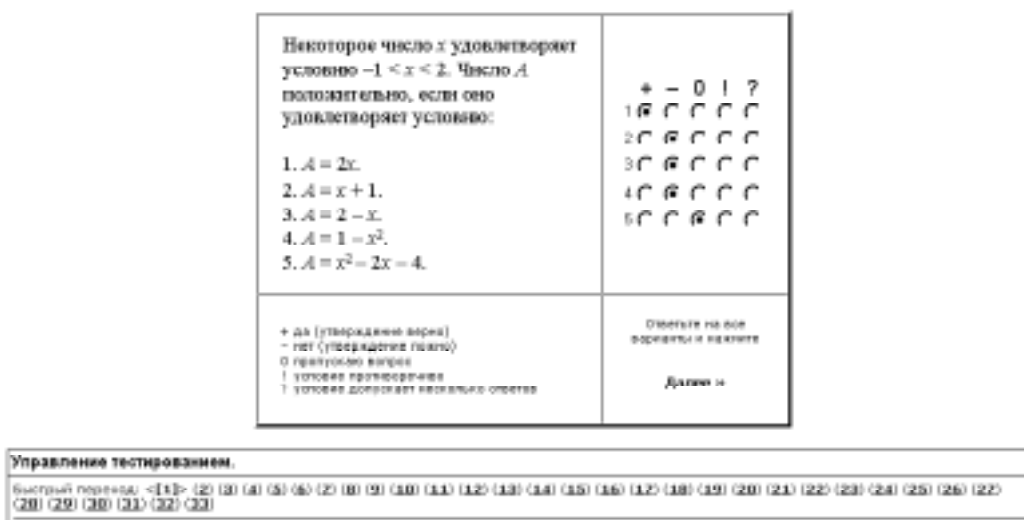 Некоторое число x удовлетворяет
условию −1 < x < 2. Число A
положительно, если оно
удовлетворяет условию:
1. A = 2x.
2. A = x + 1.
3. A = 2 − x.
4. A = 1 − x².
5. A = x² − 2x − 4.
+ − 0 ! ?
1
2
3
4
5
+ да (утверждение верно)
− нет (утверждение ложно)
0 пропускаю вопрос
! условие противоречиво
? условие допускает несколько ответов
Ответьте на все
варианты и нажмите
Далее »
Управление тестированием.
Быстрый переход: <[1]> (2) (3) (4) (5) (6) (7) (8) (9) (10) (11) (12) (13) (14) (15) (16) (17) (18) (19) (20) (21) (22) (23) (24) (25) (26) (27)
(28) (29) (30) (31) (32) (33)